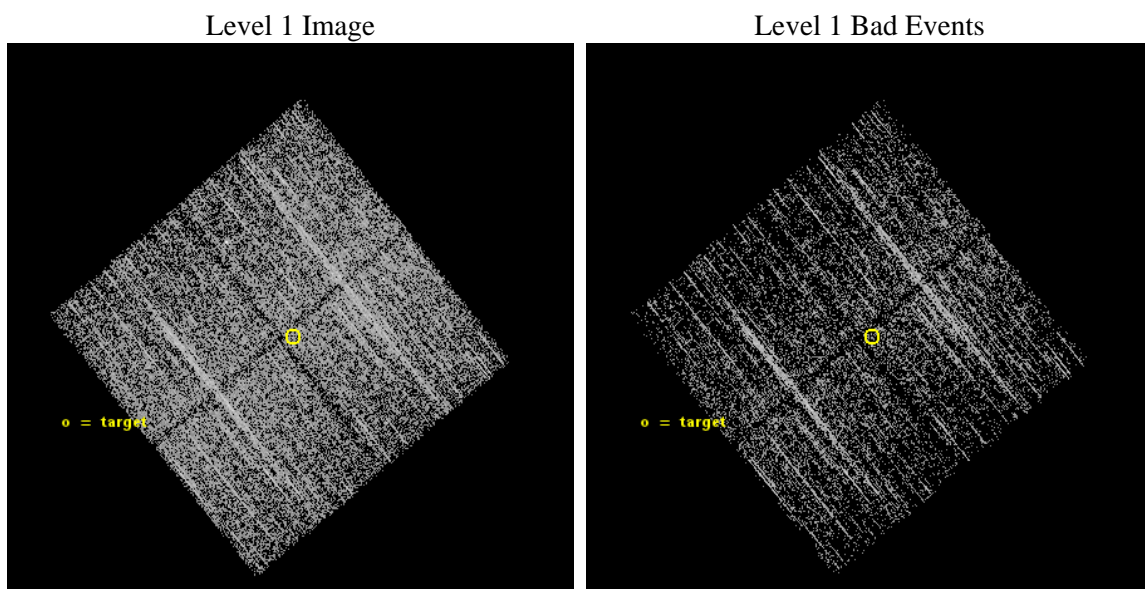 Level 1 Image
Level 1 Bad Events
o = target
o = target